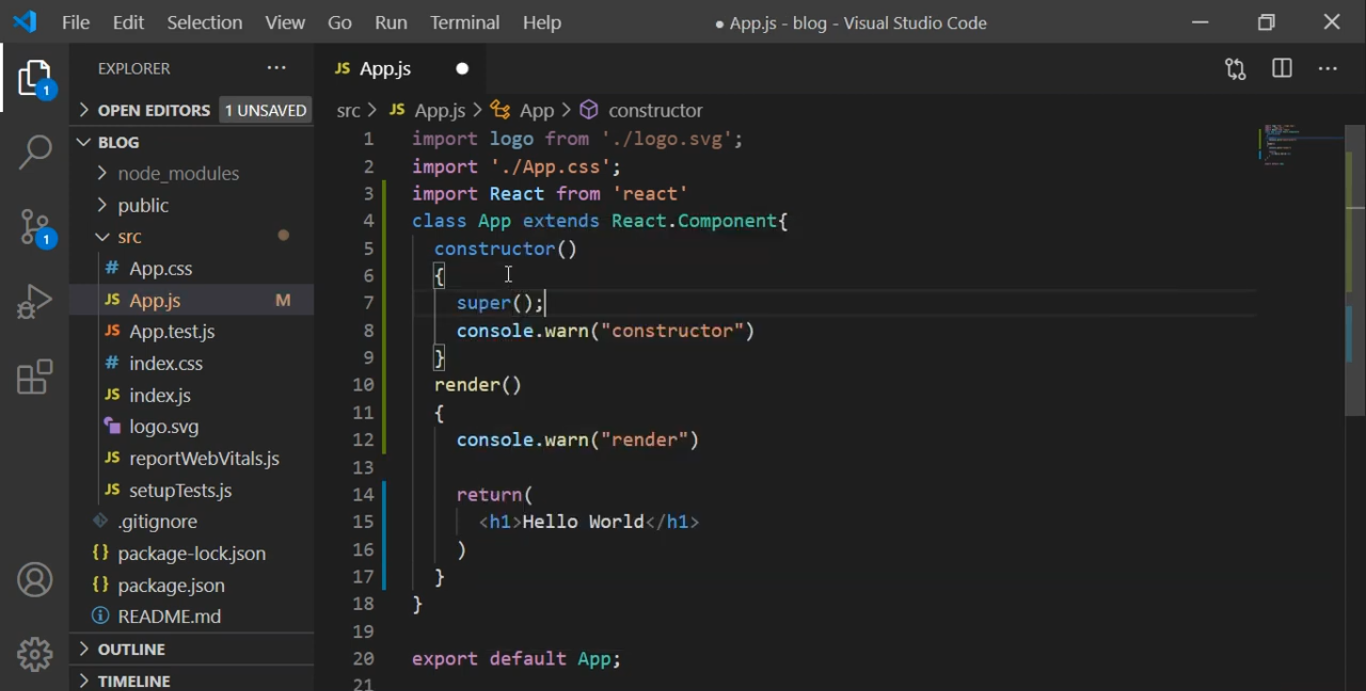 File Edit Selection View Go Run Terminal Help ● App.js - blog - Visual Studio Code
EXPLORER ···
JS App.js ●
> OPEN EDITORS 1 UNSAVED
src > JS App.js > App > constructor
BLOG
> node_modules
> public
src
# App.css
JS App.js M
JS App.test.js
# index.css
JS index.js
logo.svg
JS reportWebVitals.js
JS setupTests.js
.gitignore
{} package-lock.json
{} package.json
README.md
> OUTLINE
> TIMELINE
1
1
1 import logo from './logo.svg';
2 import './App.css';
3 import React from 'react'
4 class App extends React.Component{
5 constructor()
6 {
7 super();
8 console.warn("constructor")
9 }
10 render()
11 {
12 console.warn("render")
13
14 return(
15 <h1>Hello World</h1>
16 )
17 }
18 }
19
20 export default App;
21